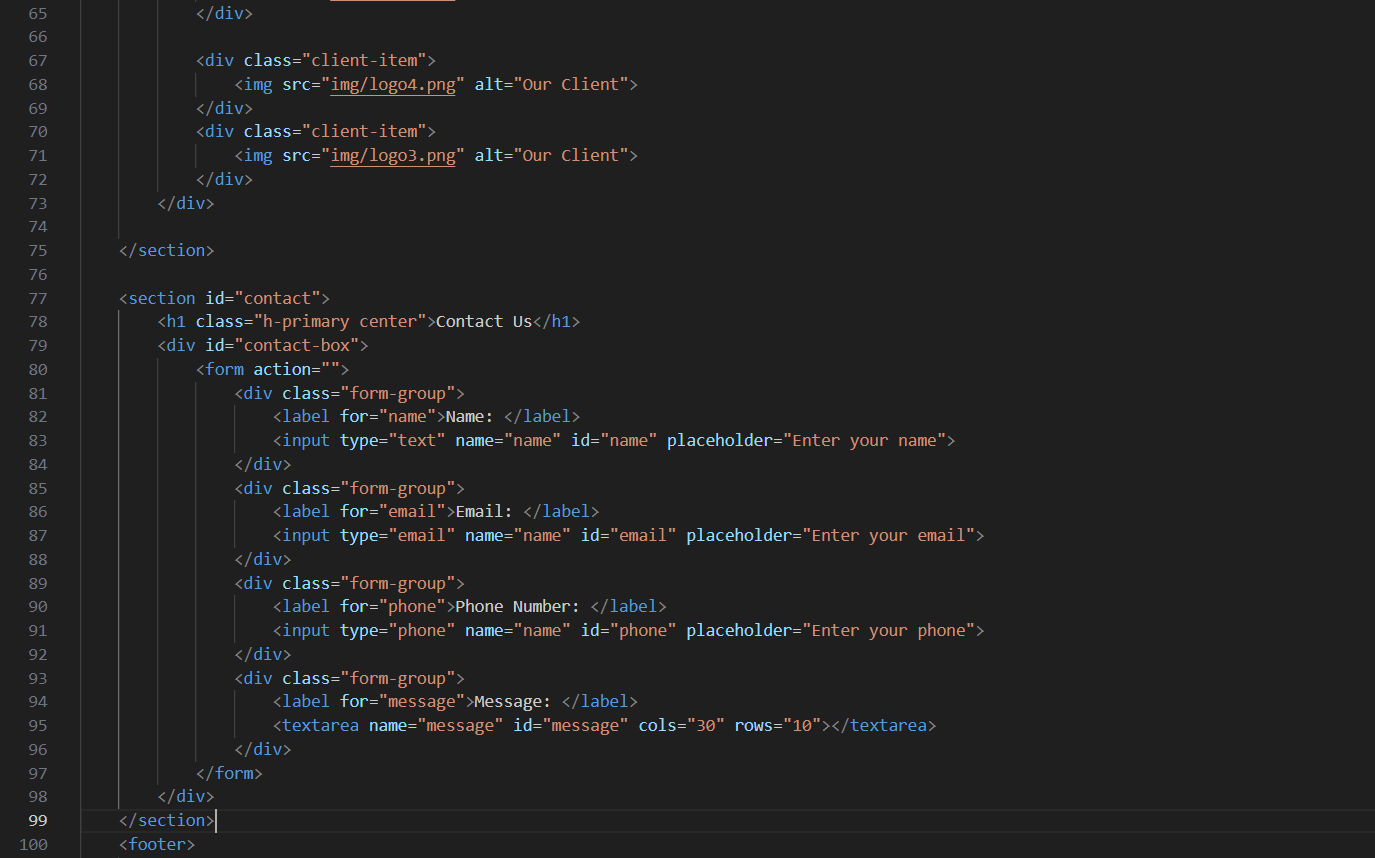 65 </div>
66
67 <div class="client-item">
68 <img src="img/logo4.png" alt="Our Client">
69 </div>
70 <div class="client-item">
71 <img src="img/logo3.png" alt="Our Client">
72 </div>
73 </div>
74
75 </section>
76
77 <section id="contact">
78 <h1 class="h-primary center">Contact Us</h1>
79 <div id="contact-box">
80 <form action="">
81 <div class="form-group">
82 <label for="name">Name: </label>
83 <input type="text" name="name" id="name" placeholder="Enter your name">
84 </div>
85 <div class="form-group">
86 <label for="email">Email: </label>
87 <input type="email" name="name" id="email" placeholder="Enter your email">
88 </div>
89 <div class="form-group">
90 <label for="phone">Phone Number: </label>
91 <input type="phone" name="name" id="phone" placeholder="Enter your phone">
92 </div>
93 <div class="form-group">
94 <label for="message">Message: </label>
95 <textarea name="message" id="message" cols="30" rows="10"></textarea>
96 </div>
97 </form>
98 </div>
99 </section>
100 <footer>